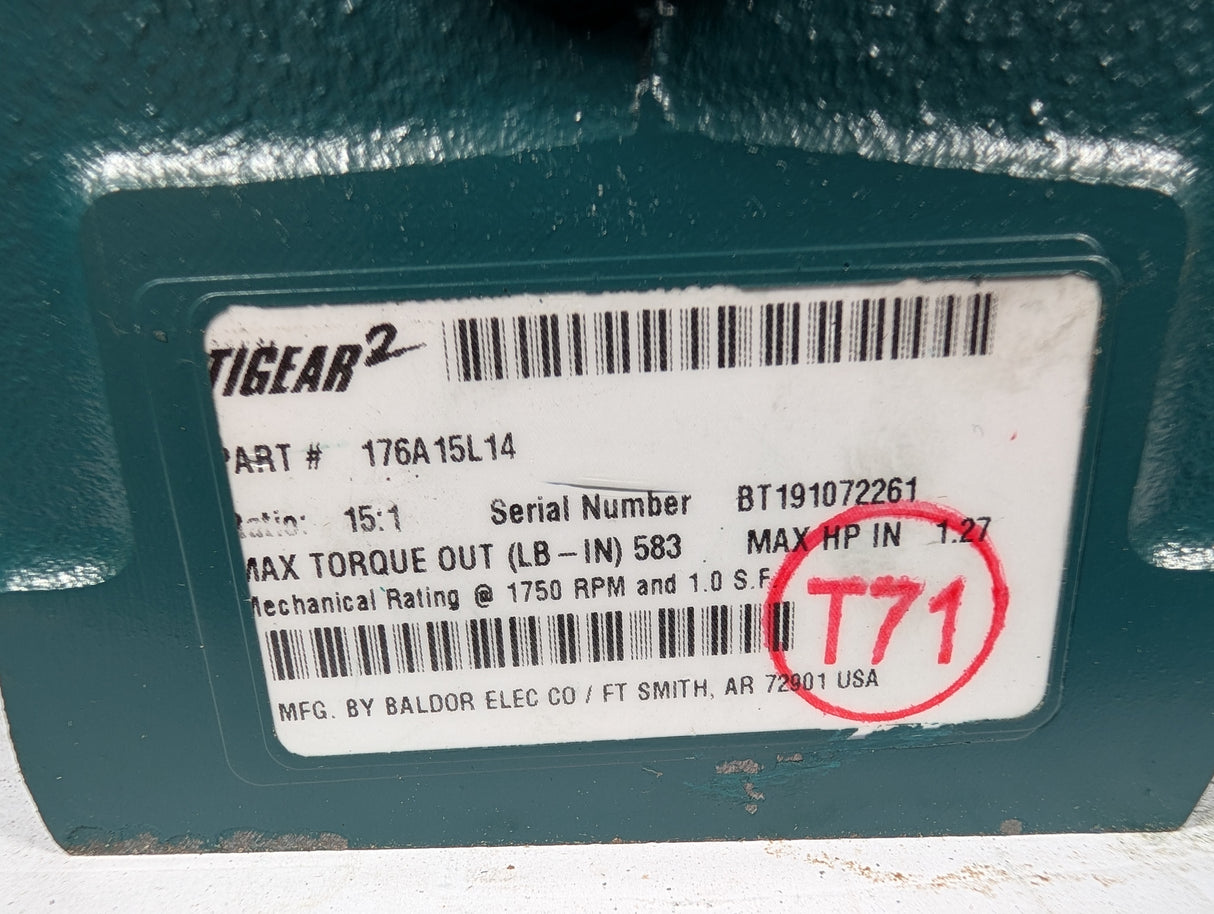 TIGEAR2
PART # 176A15L14
Ratio: 15:1 Serial Number BT191072261
MAX TORQUE OUT (LB-IN) 583 MAX HP IN 1.27
Mechanical Rating @ 1750 RPM and 1.0 S.F.
T71
MFG. BY BALDOR ELEC CO / FT SMITH, AR 72901 USA